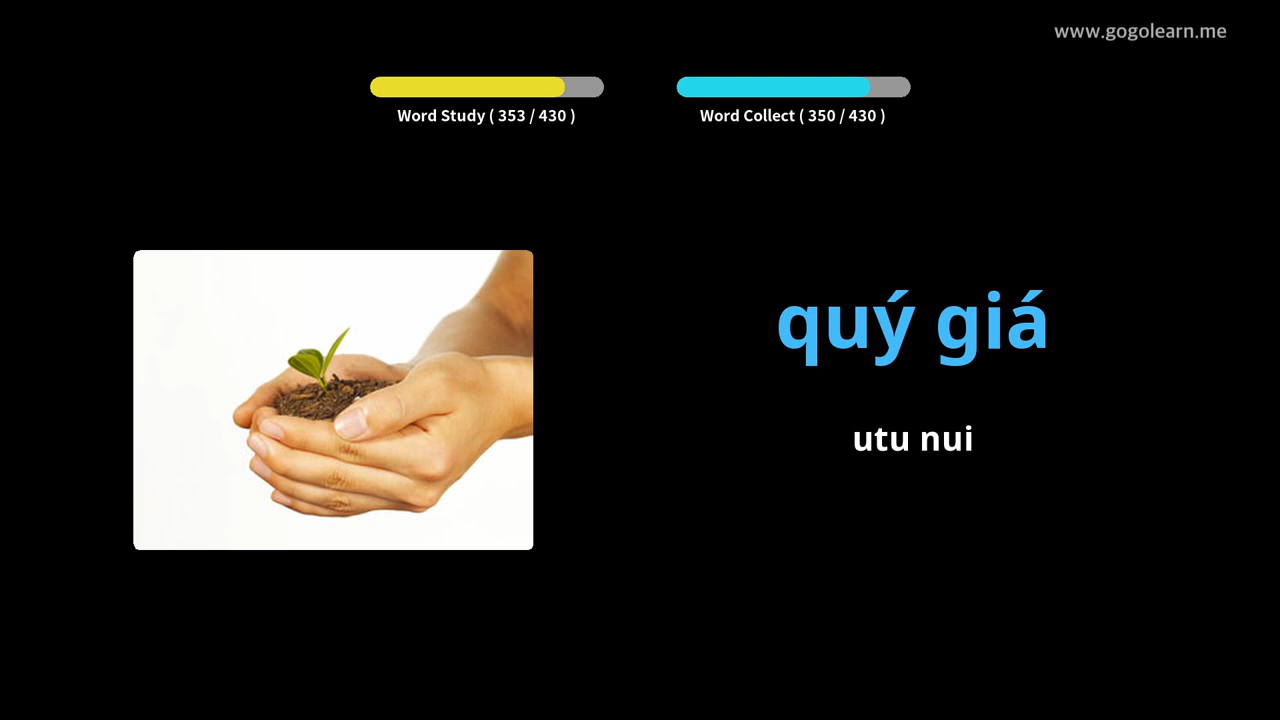 www.gogolearn.me
Word Study ( 353 / 430 )
Word Collect ( 350 / 430 )
quý giá
utu nui